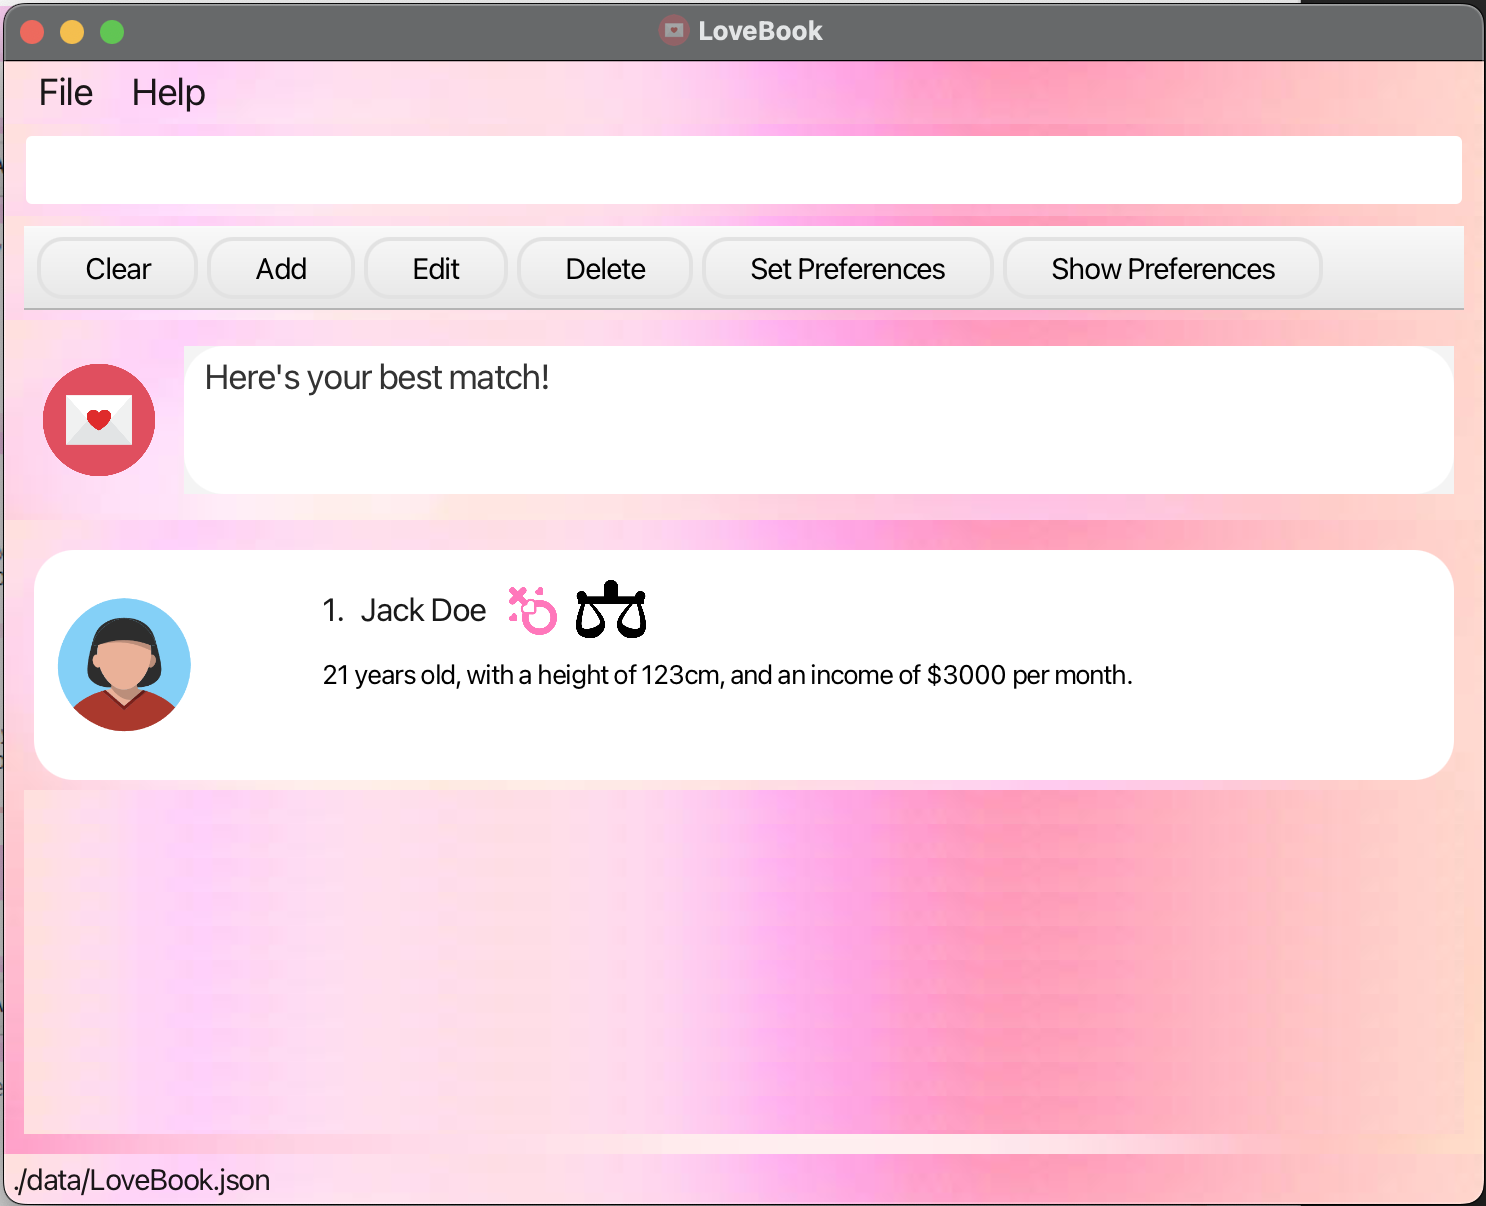 LoveBook
File Help
Clear Add Edit Delete Set Preferences Show Preferences
Here's your best match!
1. Jack Doe
21 years old, with a height of 123cm, and an income of $3000 per month.
./data/LoveBook.json